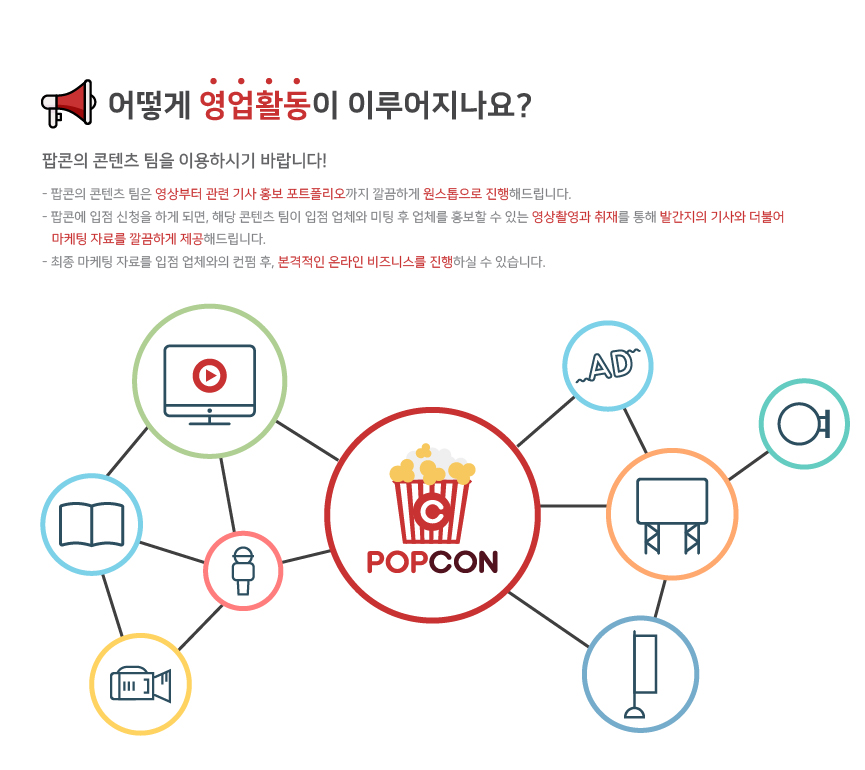 어떻게 영업활동이 이루어지나요?
팝콘의 콘텐츠 팀을 이용하시기 바랍니다!
- 팝콘의 콘텐츠 팀은 영상부터 관련 기사 홍보 포트폴리오까지 깔끔하게 원스톱으로 진행해드립니다.
- 팝콘에 입점 신청을 하게 되면, 해당 콘텐츠 팀이 입점 업체와 미팅 후 업체를 홍보할 수 있는 영상촬영과 취재를 통해 발간지의 기사와 더불어
마케팅 자료를 깔끔하게 제공해드립니다.
- 최종 마케팅 자료를 입점 업체와의 컨펌 후, 본격적인 온라인 비즈니스를 진행하실 수 있습니다.
AD
C
POPCON